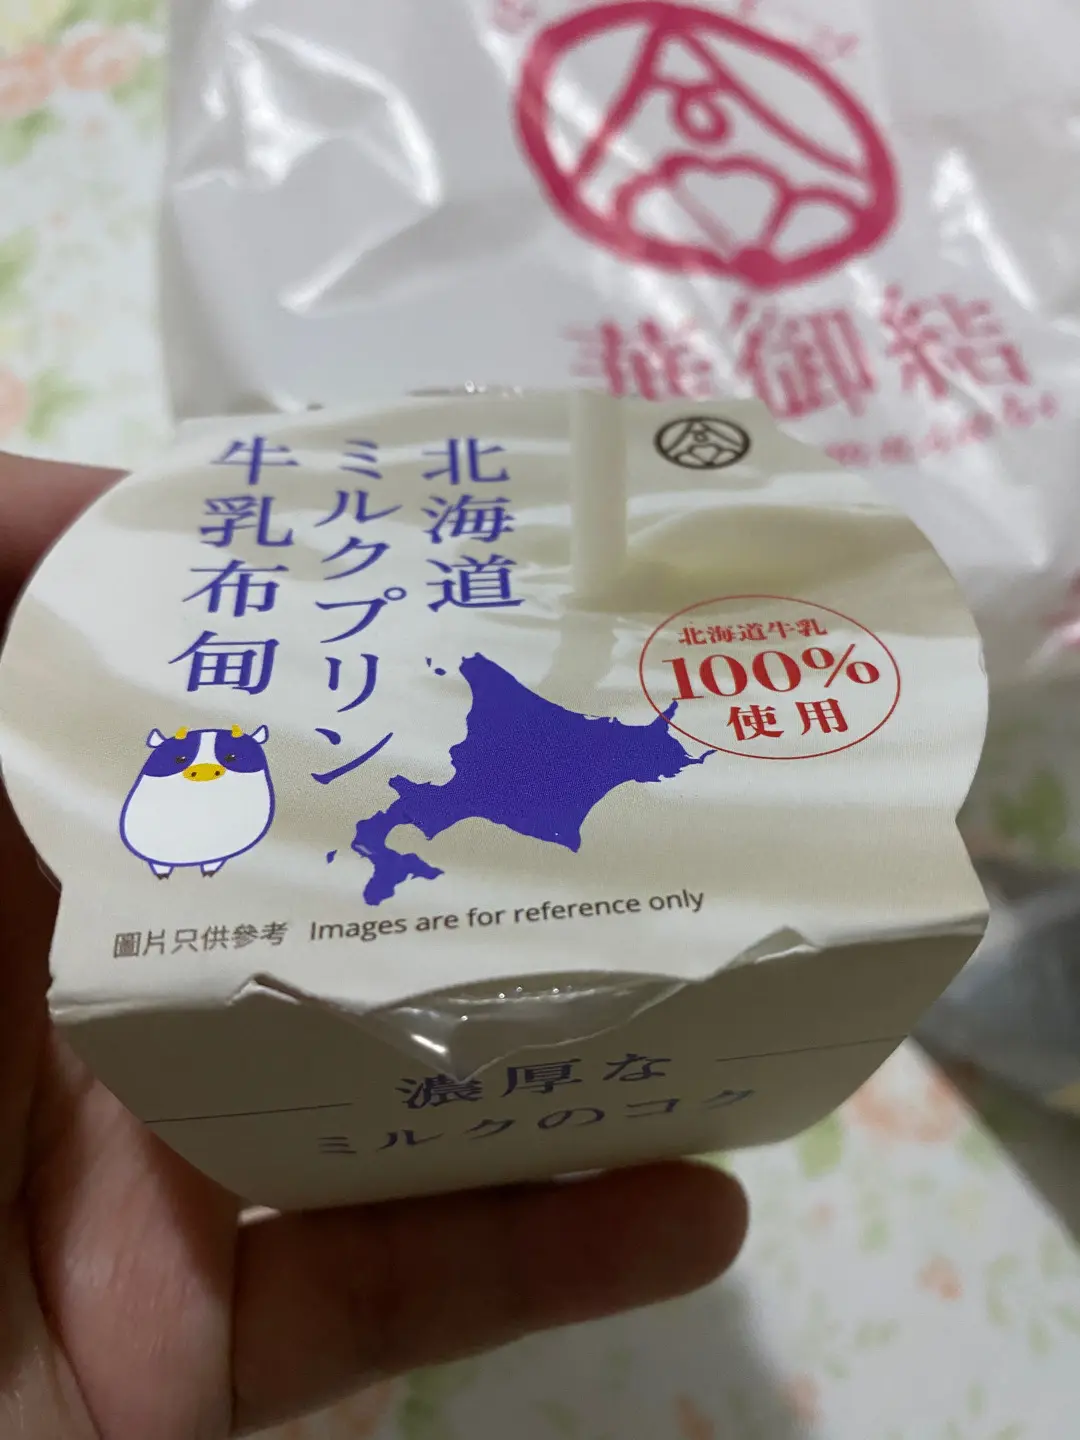 華御結
北海道
ミルクプリン
牛乳布甸
北海道牛乳
100%
使用
圖片只供參考 Images are for reference only
濃厚な
ミルクのコク